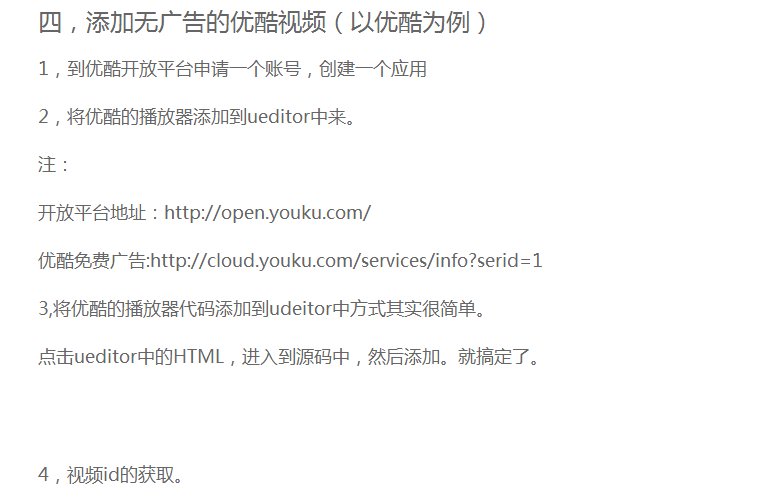 四，添加无广告的优酷视频（以优酷为例）
1，到优酷开放平台申请一个账号，创建一个应用
2，将优酷的播放器添加到ueditor中来。
注：
开放平台地址：http://open.youku.com/
优酷免费广告:http://cloud.youku.com/services/info?serid=1
3,将优酷的播放器代码添加到udeitor中方式其实很简单。
点击ueditor中的HTML，进入到源码中，然后添加。就搞定了。
4，视频id的获取。